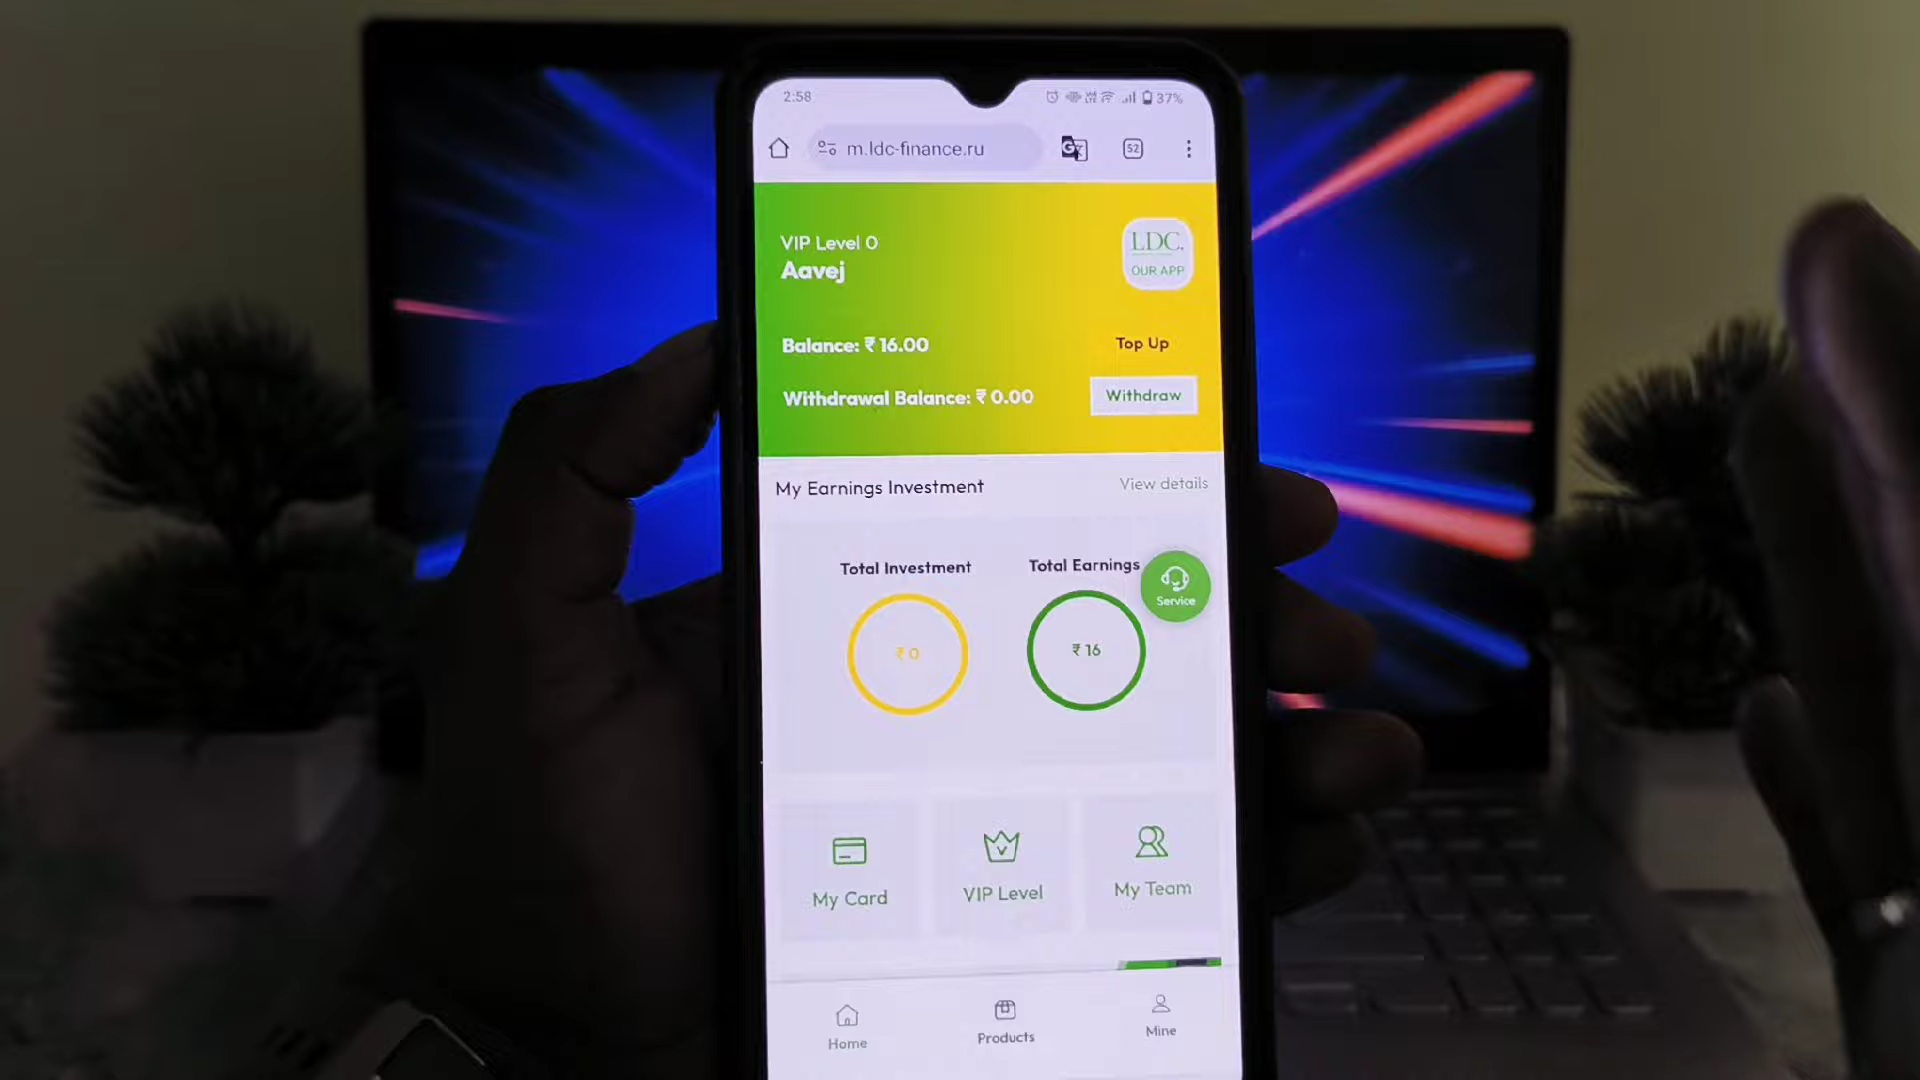 2:58
37%
m.ldc-finance.ru
52
VIP Level 0
Aavej
LDC.
OUR APP
Balance: ₹ 16.00
Top Up
Withdrawal Balance: ₹ 0.00
Withdraw
My Earnings Investment
View details
Total Investment
Total Earnings
Service
₹ 0
₹ 16
My Card
VIP Level
My Team
Home
Products
Mine